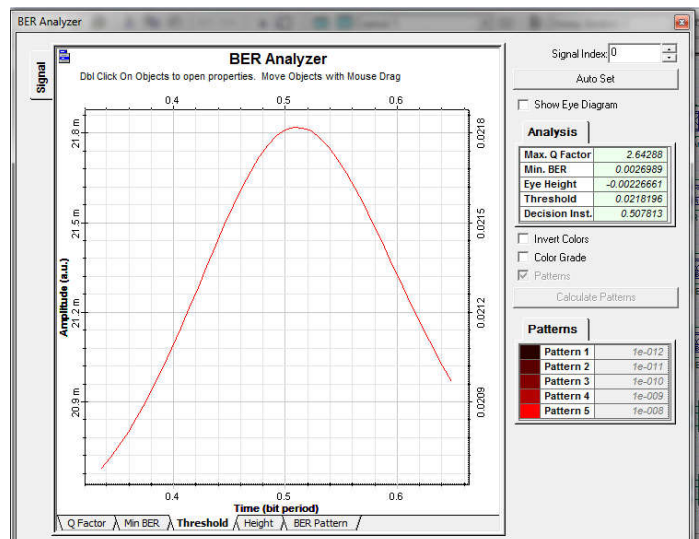 BER Analyzer
Signal
BER Analyzer
Dbl Click On Objects to open properties. Move Objects with Mouse Drag
0.4 0.5 0.6
21.8 m
21.5 m
21.2 m
20.9 m
Amplitude (a.u.)
0.0218
0.0215
0.0212
0.0209
0.4 0.5 0.6
Time (bit period)
Q Factor Min BER Threshold Height BER Pattern
Signal Index: 0
Auto Set
Show Eye Diagram
Analysis
Max. Q Factor 2.64288
Min. BER 0.0026989
Eye Height -0.00226661
Threshold 0.0218196
Decision Inst. 0.507813
Invert Colors
Color Grade
Patterns
Calculate Patterns
Patterns
Pattern 1 1e-012
Pattern 2 1e-011
Pattern 3 1e-010
Pattern 4 1e-009
Pattern 5 1e-008